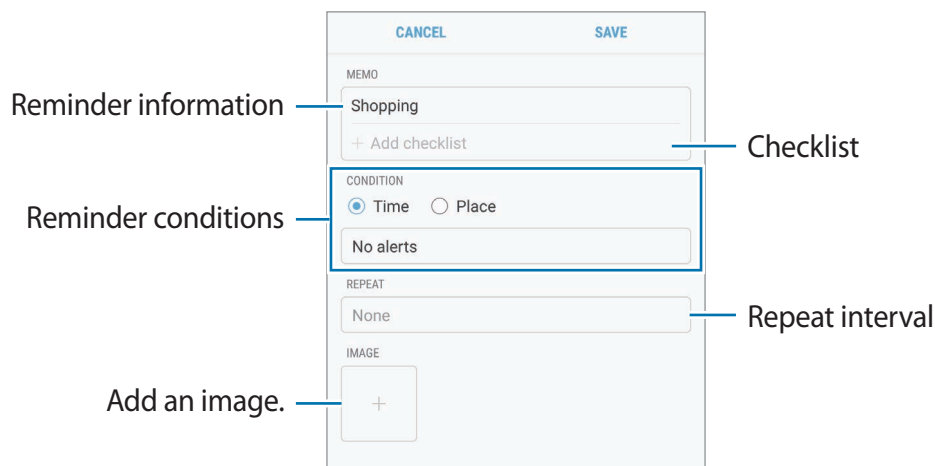 CANCEL SAVE
MEMO
Reminder information
Shopping
+ Add checklist
Checklist
CONDITION
Time Place
Reminder conditions
No alerts
REPEAT
None
Repeat interval
IMAGE
Add an image.
+